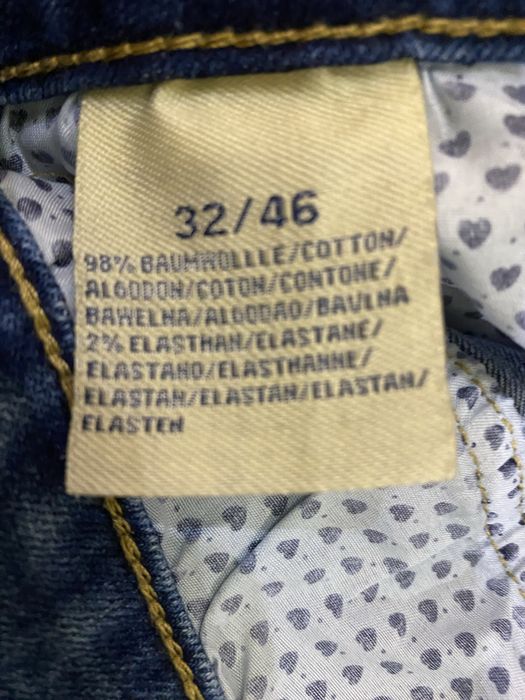 32/46
98% BAUMWOLLLE/COTTON/
ALGODON/COTON/CONTONE/
BAWELNA/ALGODAO/BAVLNA
2% ELASTHAN/ELASTANE/
ELASTANO/ELASTHANNE/
ELASTAN/ELASTAN/ELASTAN/
ELASTEN